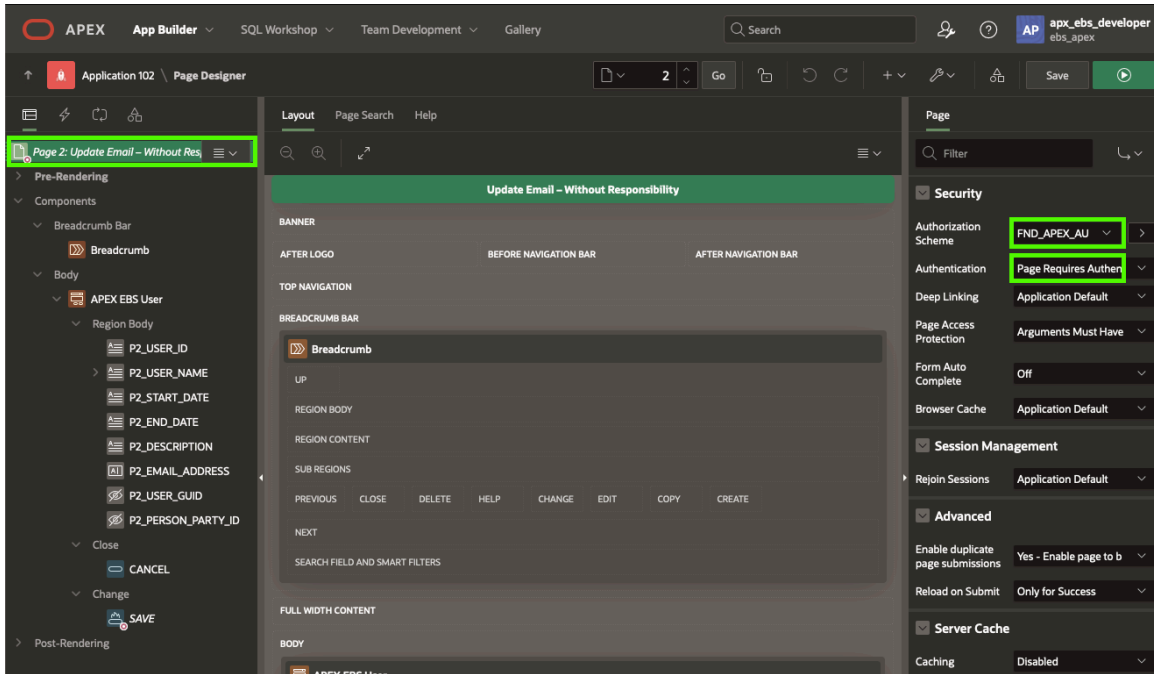 APEX App Builder SQL Workshop Team Development Gallery Search AP apx_ebs_developer
ebs_apex
Application 102 \ Page Designer 2 Go Save
Layout Page Search Help Page
Page 2: Update Email – Without Res Filter
Pre-Rendering
Components
Breadcrumb Bar
Breadcrumb
Body
APEX EBS User
Region Body
P2_USER_ID
P2_USER_NAME
P2_START_DATE
P2_END_DATE
P2_DESCRIPTION
P2_EMAIL_ADDRESS
P2_USER_GUID
P2_PERSON_PARTY_ID
Close
CANCEL
Change
SAVE
Post-Rendering
Update Email – Without Responsibility
BANNER
AFTER LOGO BEFORE NAVIGATION BAR AFTER NAVIGATION BAR
TOP NAVIGATION
BREADCRUMB BAR
Breadcrumb
UP
REGION BODY
REGION CONTENT
SUB REGIONS
PREVIOUS CLOSE DELETE HELP CHANGE EDIT COPY CREATE
NEXT
SEARCH FIELD AND SMART FILTERS
FULL WIDTH CONTENT
BODY
APEX EBS User
Security
Authorization
Scheme FND_APEX_AU
Authentication Page Requires Authen
Deep Linking Application Default
Page Access
Protection Arguments Must Have
Form Auto
Complete Off
Browser Cache Application Default
Session Management
Rejoin Sessions Application Default
Advanced
Enable duplicate
page submissions Yes - Enable page to b
Reload on Submit Only for Success
Server Cache
Caching Disabled